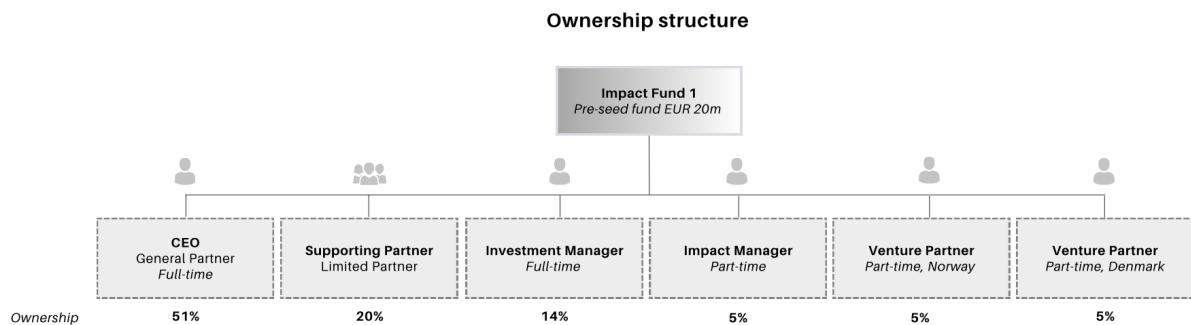 Ownership structure
Impact Fund 1
Pre-seed fund EUR 20m
CEO
General Partner
Full-time
Supporting Partner
Limited Partner
Investment Manager
Full-time
Impact Manager
Part-time
Venture Partner
Part-time, Norway
Venture Partner
Part-time, Denmark
Ownership 51% 20% 14% 5% 5% 5%